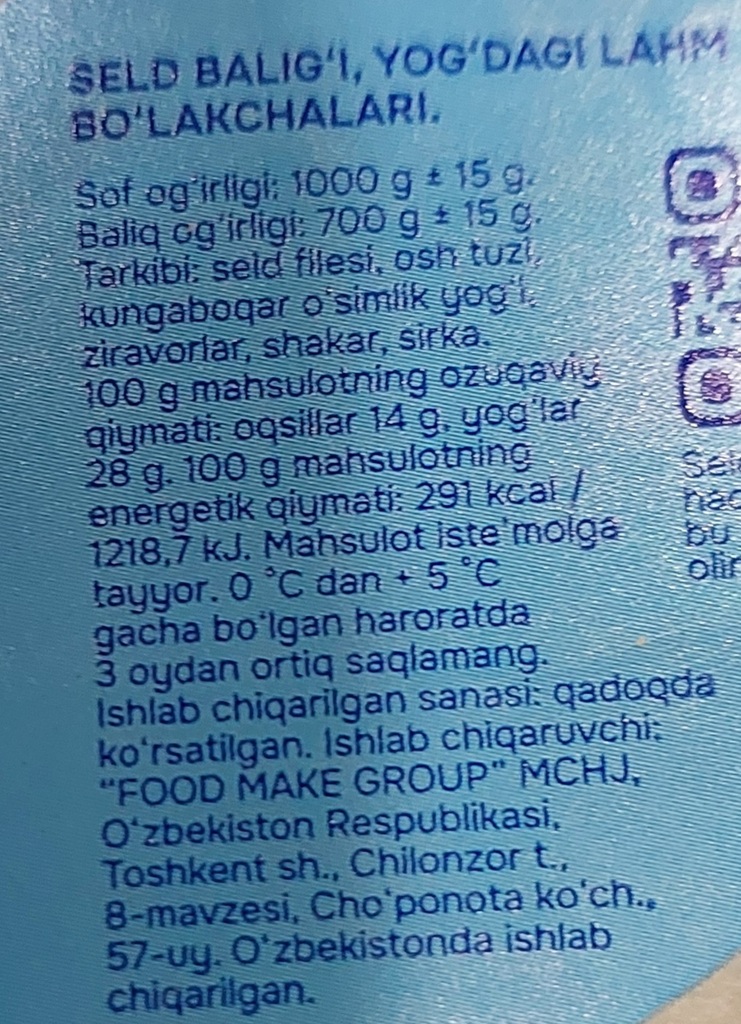 SELD BALIG‘I, YOG‘DAGI LAHM
BO‘LAKCHALARI.
Sof og‘irligi: 1000 g ± 15 g.
Baliq og‘irligi: 700 g ± 15 g.
Tarkibi: seld filesi, osh tuzi,
kungaboqar o‘simlik yog‘i,
ziravorlar, shakar, sirka.
100 g mahsulotning ozuqaviy
qiymati: oqsillar 14 g, yog‘lar
28 g. 100 g mahsulotning
energetik qiymati: 291 kcal /
1218,7 kJ. Mahsulot iste’molga
tayyor. 0 °C dan + 5 °C
gacha bo‘lgan haroratda
3 oydan ortiq saqlamang.
Ishlab chiqarilgan sanasi: qadoqda
ko‘rsatilgan. Ishlab chiqaruvchi:
“FOOD MAKE GROUP” MCHJ,
O‘zbekiston Respublikasi,
Toshkent sh., Chilonzor t.,
8-mavzesi, Cho‘ponota ko‘ch.,
57-uy. O‘zbekistonda ishlab
chiqarilgan.
bu